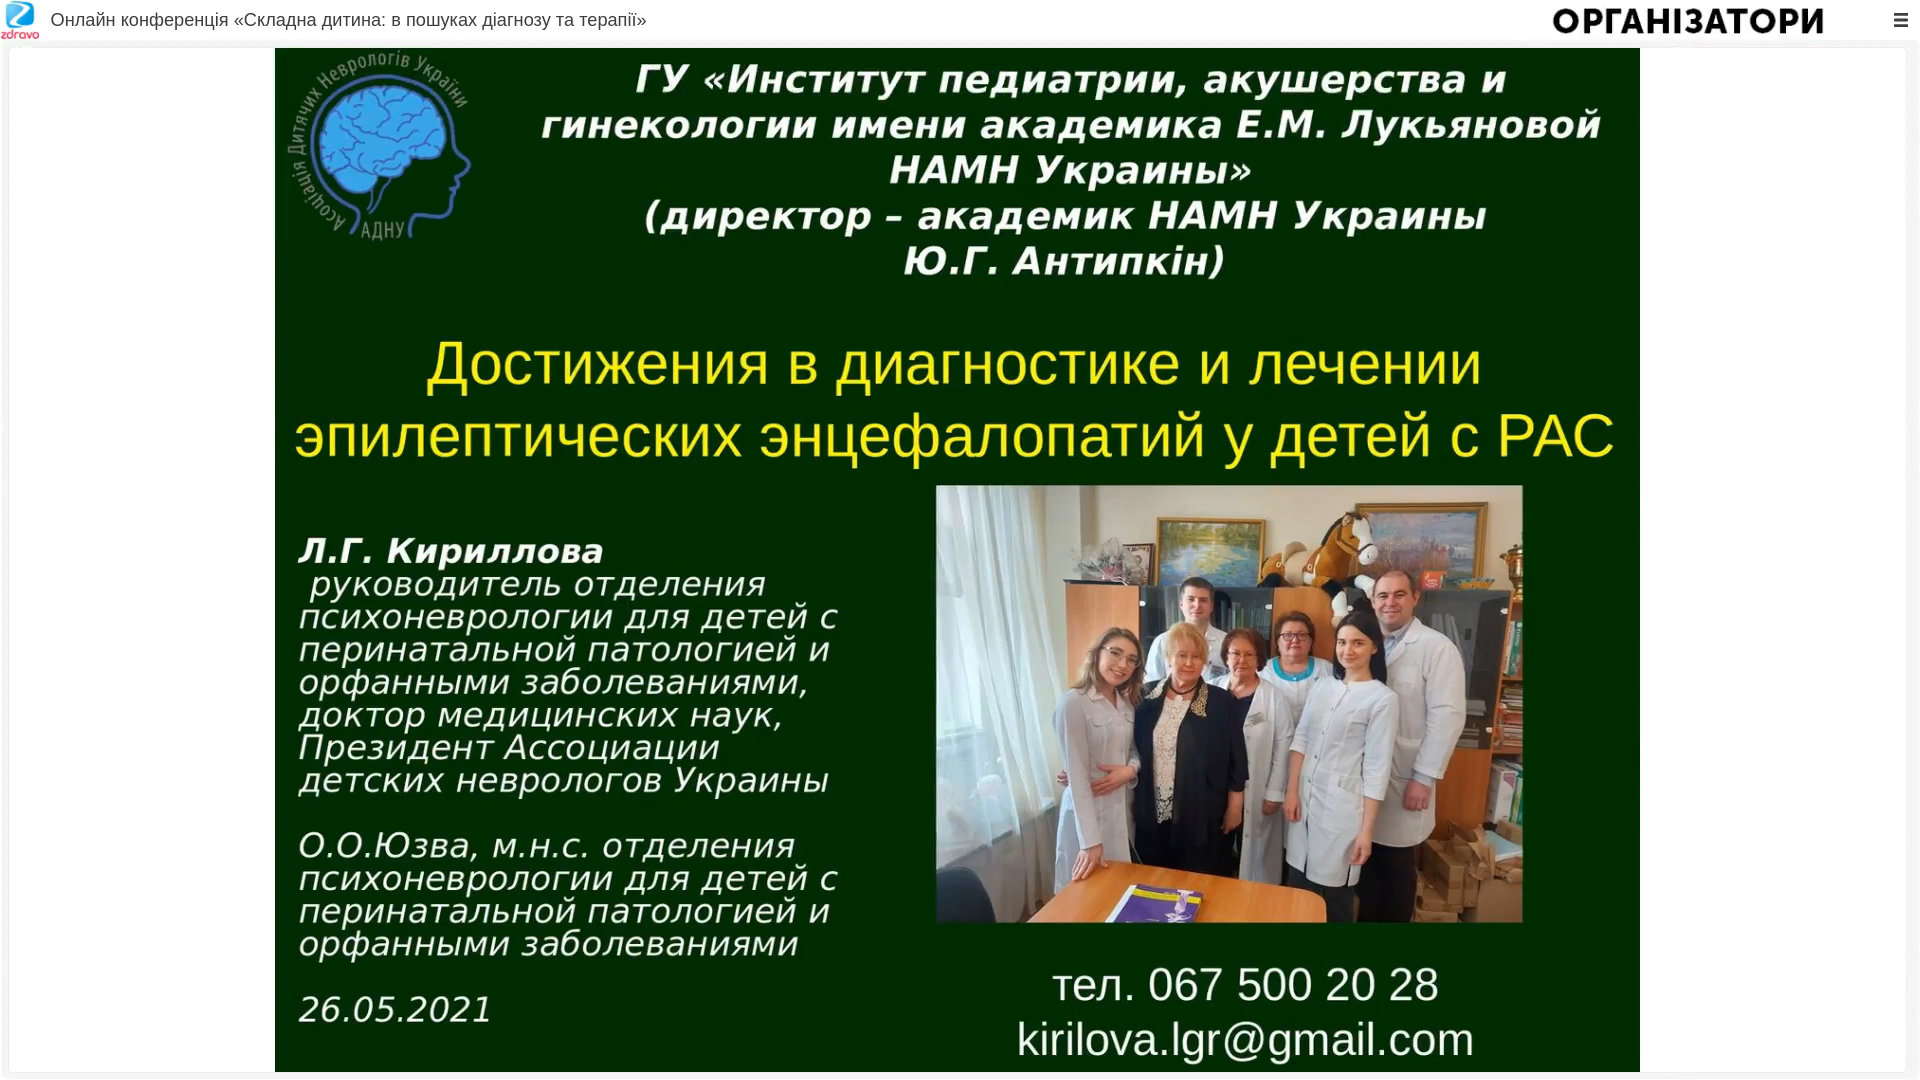 zdravo
Онлайн конференція «Складна дитина: в пошуках діагнозу та терапії»
ОРГАНІЗАТОРИ
Асоціація Дитячих Неврологів України
АДНУ
ГУ «Институт педиатрии, акушерства и
гинекологии имени академика Е.М. Лукьяновой
НАМН Украины»
(директор – академик НАМН Украины
Ю.Г. Антипкін)
Достижения в диагностике и лечении
эпилептических энцефалопатий у детей с РАС
Л.Г. Кириллова
руководитель отделения
психоневрологии для детей с
перинатальной патологией и
орфанными заболеваниями,
доктор медицинских наук,
Президент Ассоциации
детских неврологов Украины
О.О.Юзва, м.н.с. отделения
психоневрологии для детей с
перинатальной патологией и
орфанными заболеваниями
26.05.2021
тел. 067 500 20 28
kirilova.lgr@gmail.com